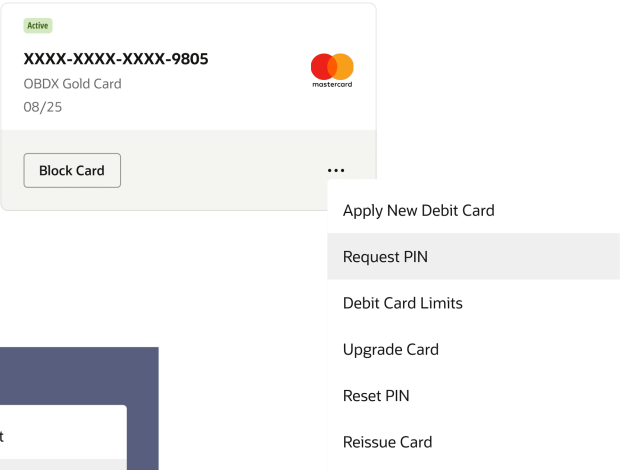 Active
XXXX-XXXX-XXXX-9805
OBDX Gold Card
mastercard
08/25
Block Card
...
Apply New Debit Card
Request PIN
Debit Card Limits
Upgrade Card
Reset PIN
Reissue Card
t